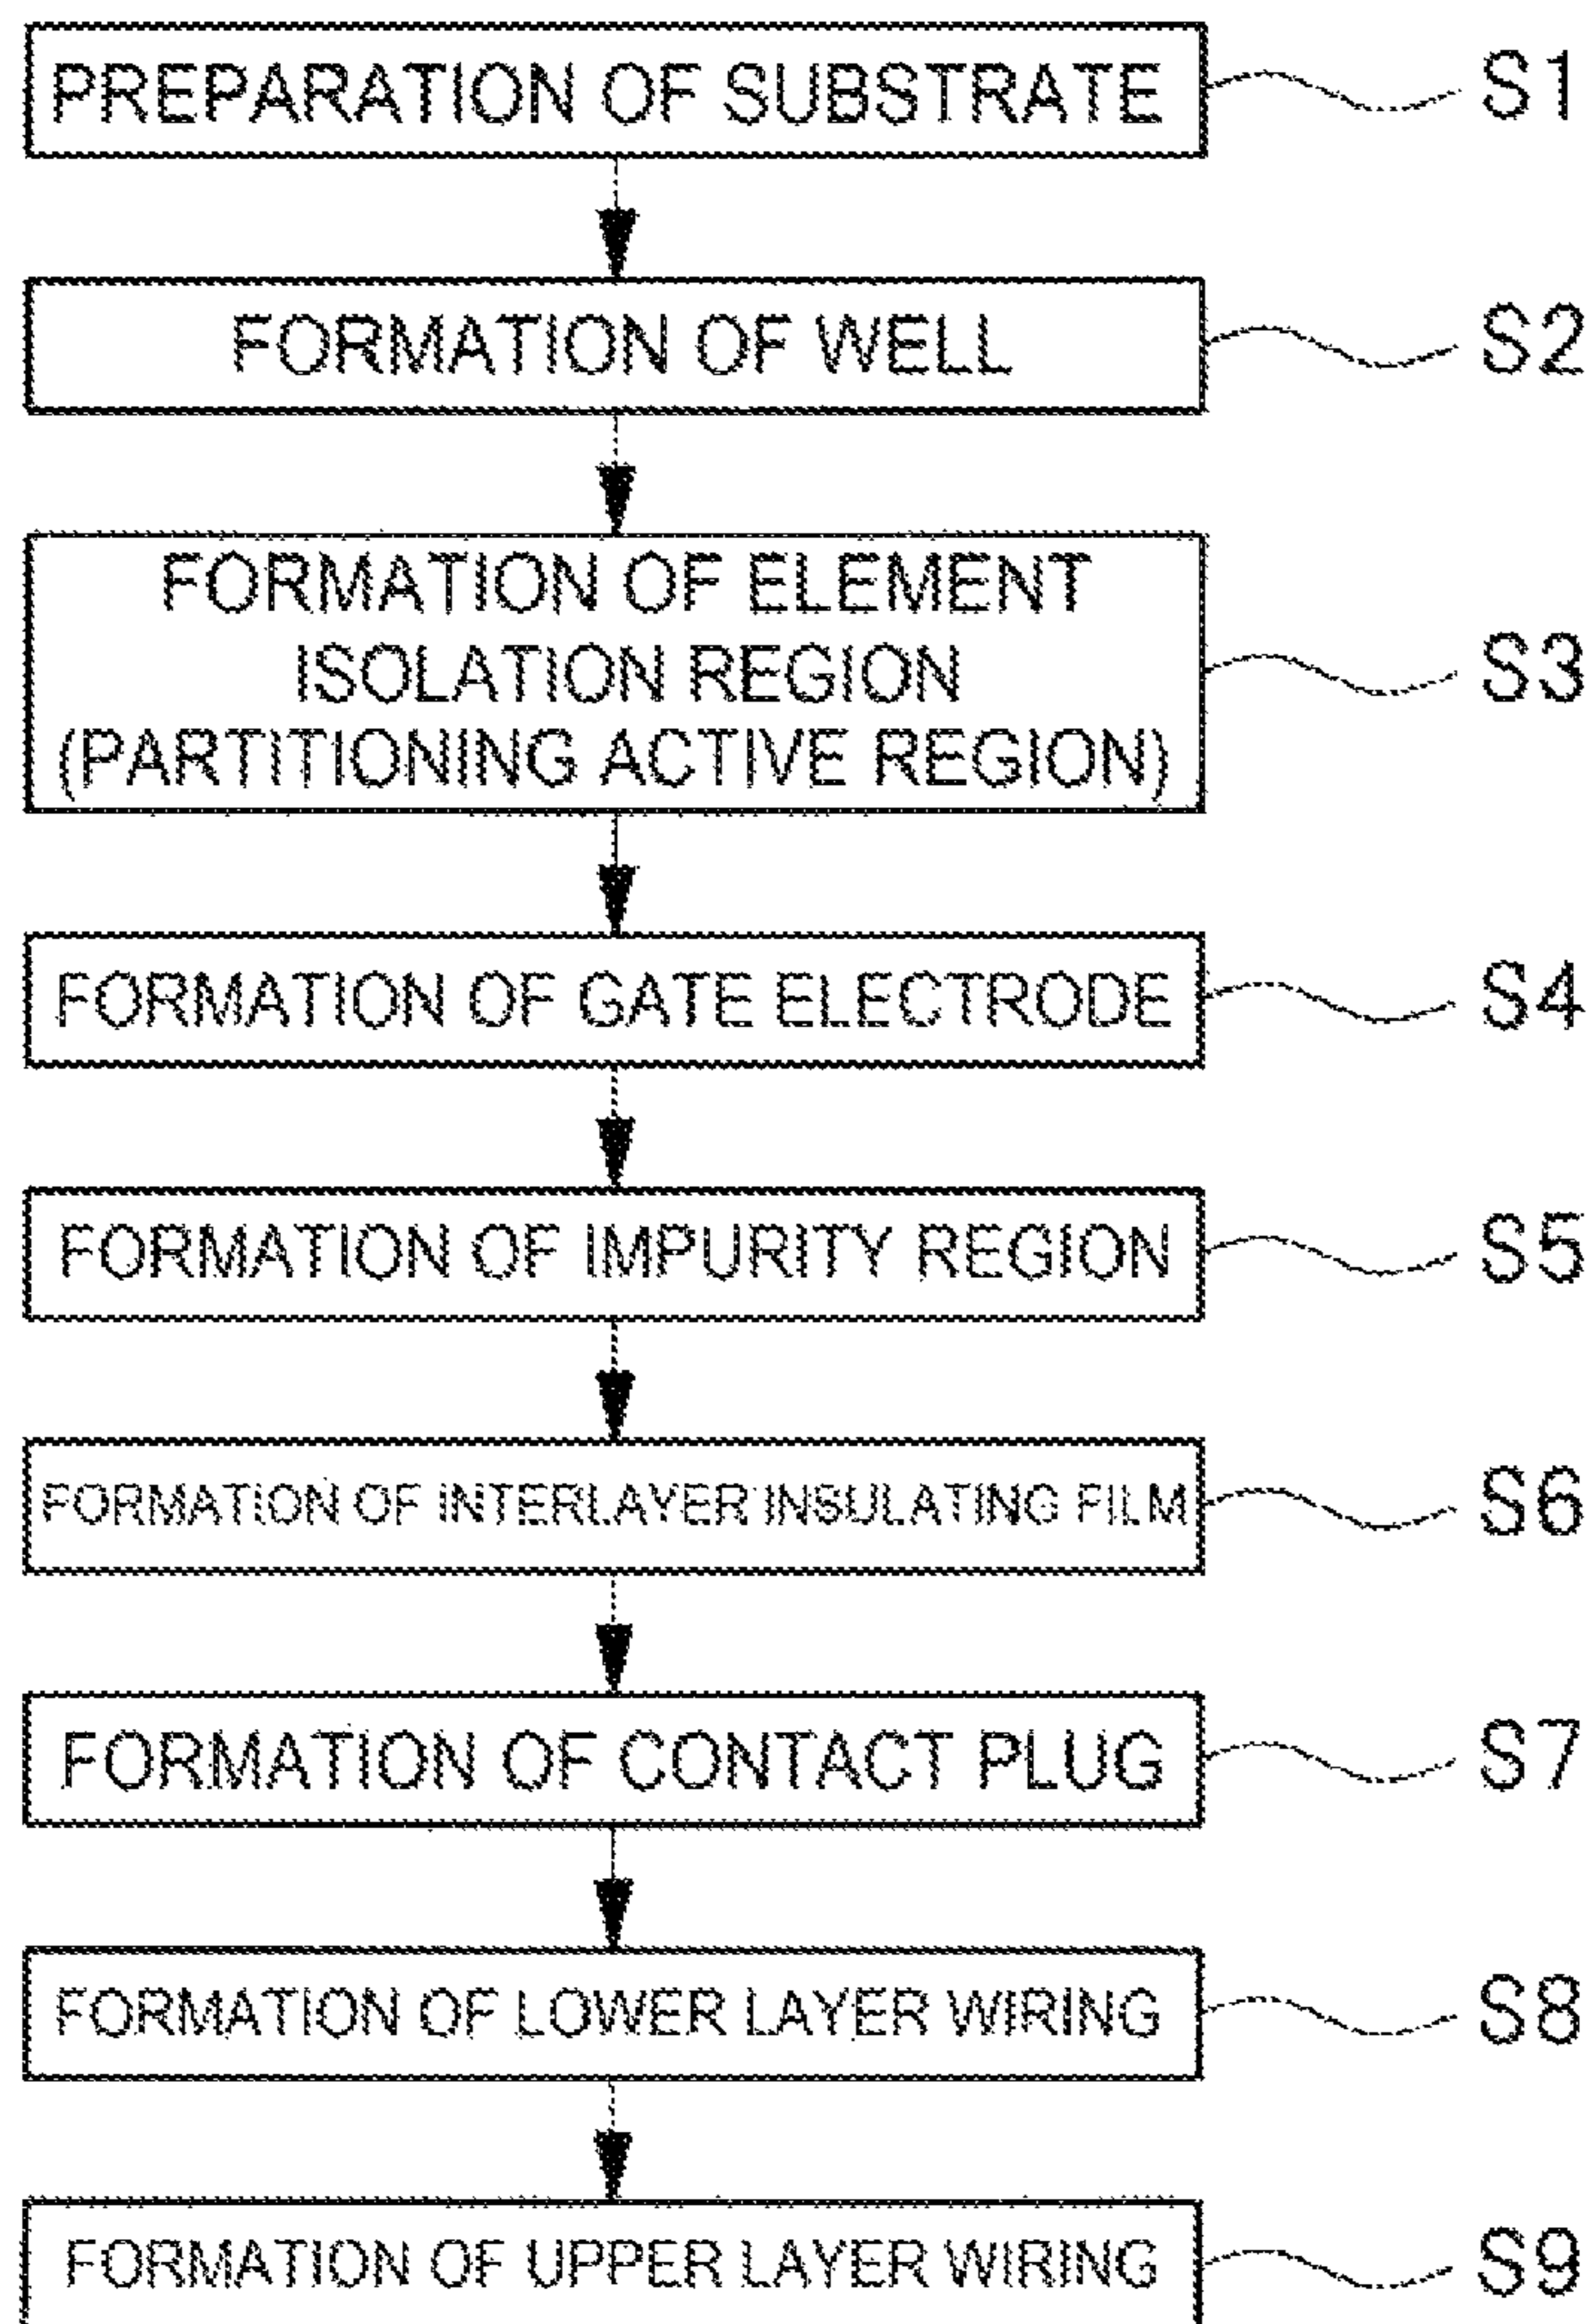 PREPARATION OF SUBSTRATE S1
FORMATION OF WELL S2
FORMATION OF ELEMENT
ISOLATION REGION S3
(PARTITIONING ACTIVE REGION)
FORMATION OF GATE ELECTRODE S4
FORMATION OF IMPURITY REGION S5
FORMATION OF INTERLAYER INSULATING FILM S6
FORMATION OF CONTACT PLUG S7
FORMATION OF LOWER LAYER WIRING S8
FORMATION OF UPPER LAYER WIRING S9